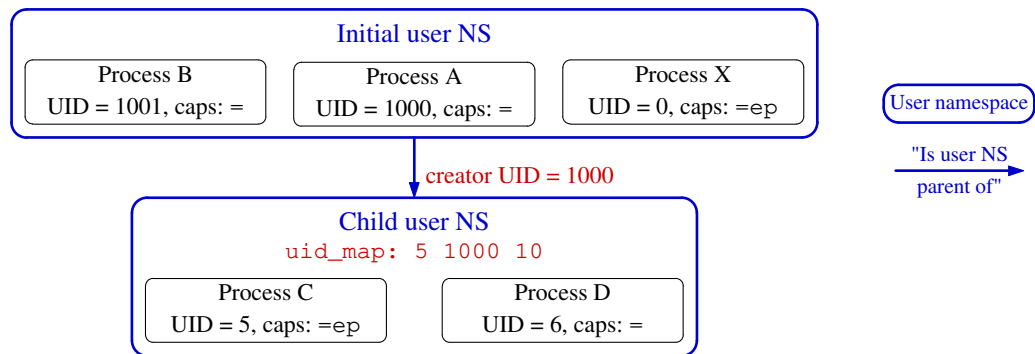 Initial user NS
Process B
UID = 1001, caps: =
Process A
UID = 1000, caps: =
Process X
UID = 0, caps: =ep
User namespace
"Is user NS
parent of"
creator UID = 1000
Child user NS
uid_map: 5 1000 10
Process C
UID = 5, caps: =ep
Process D
UID = 6, caps: =